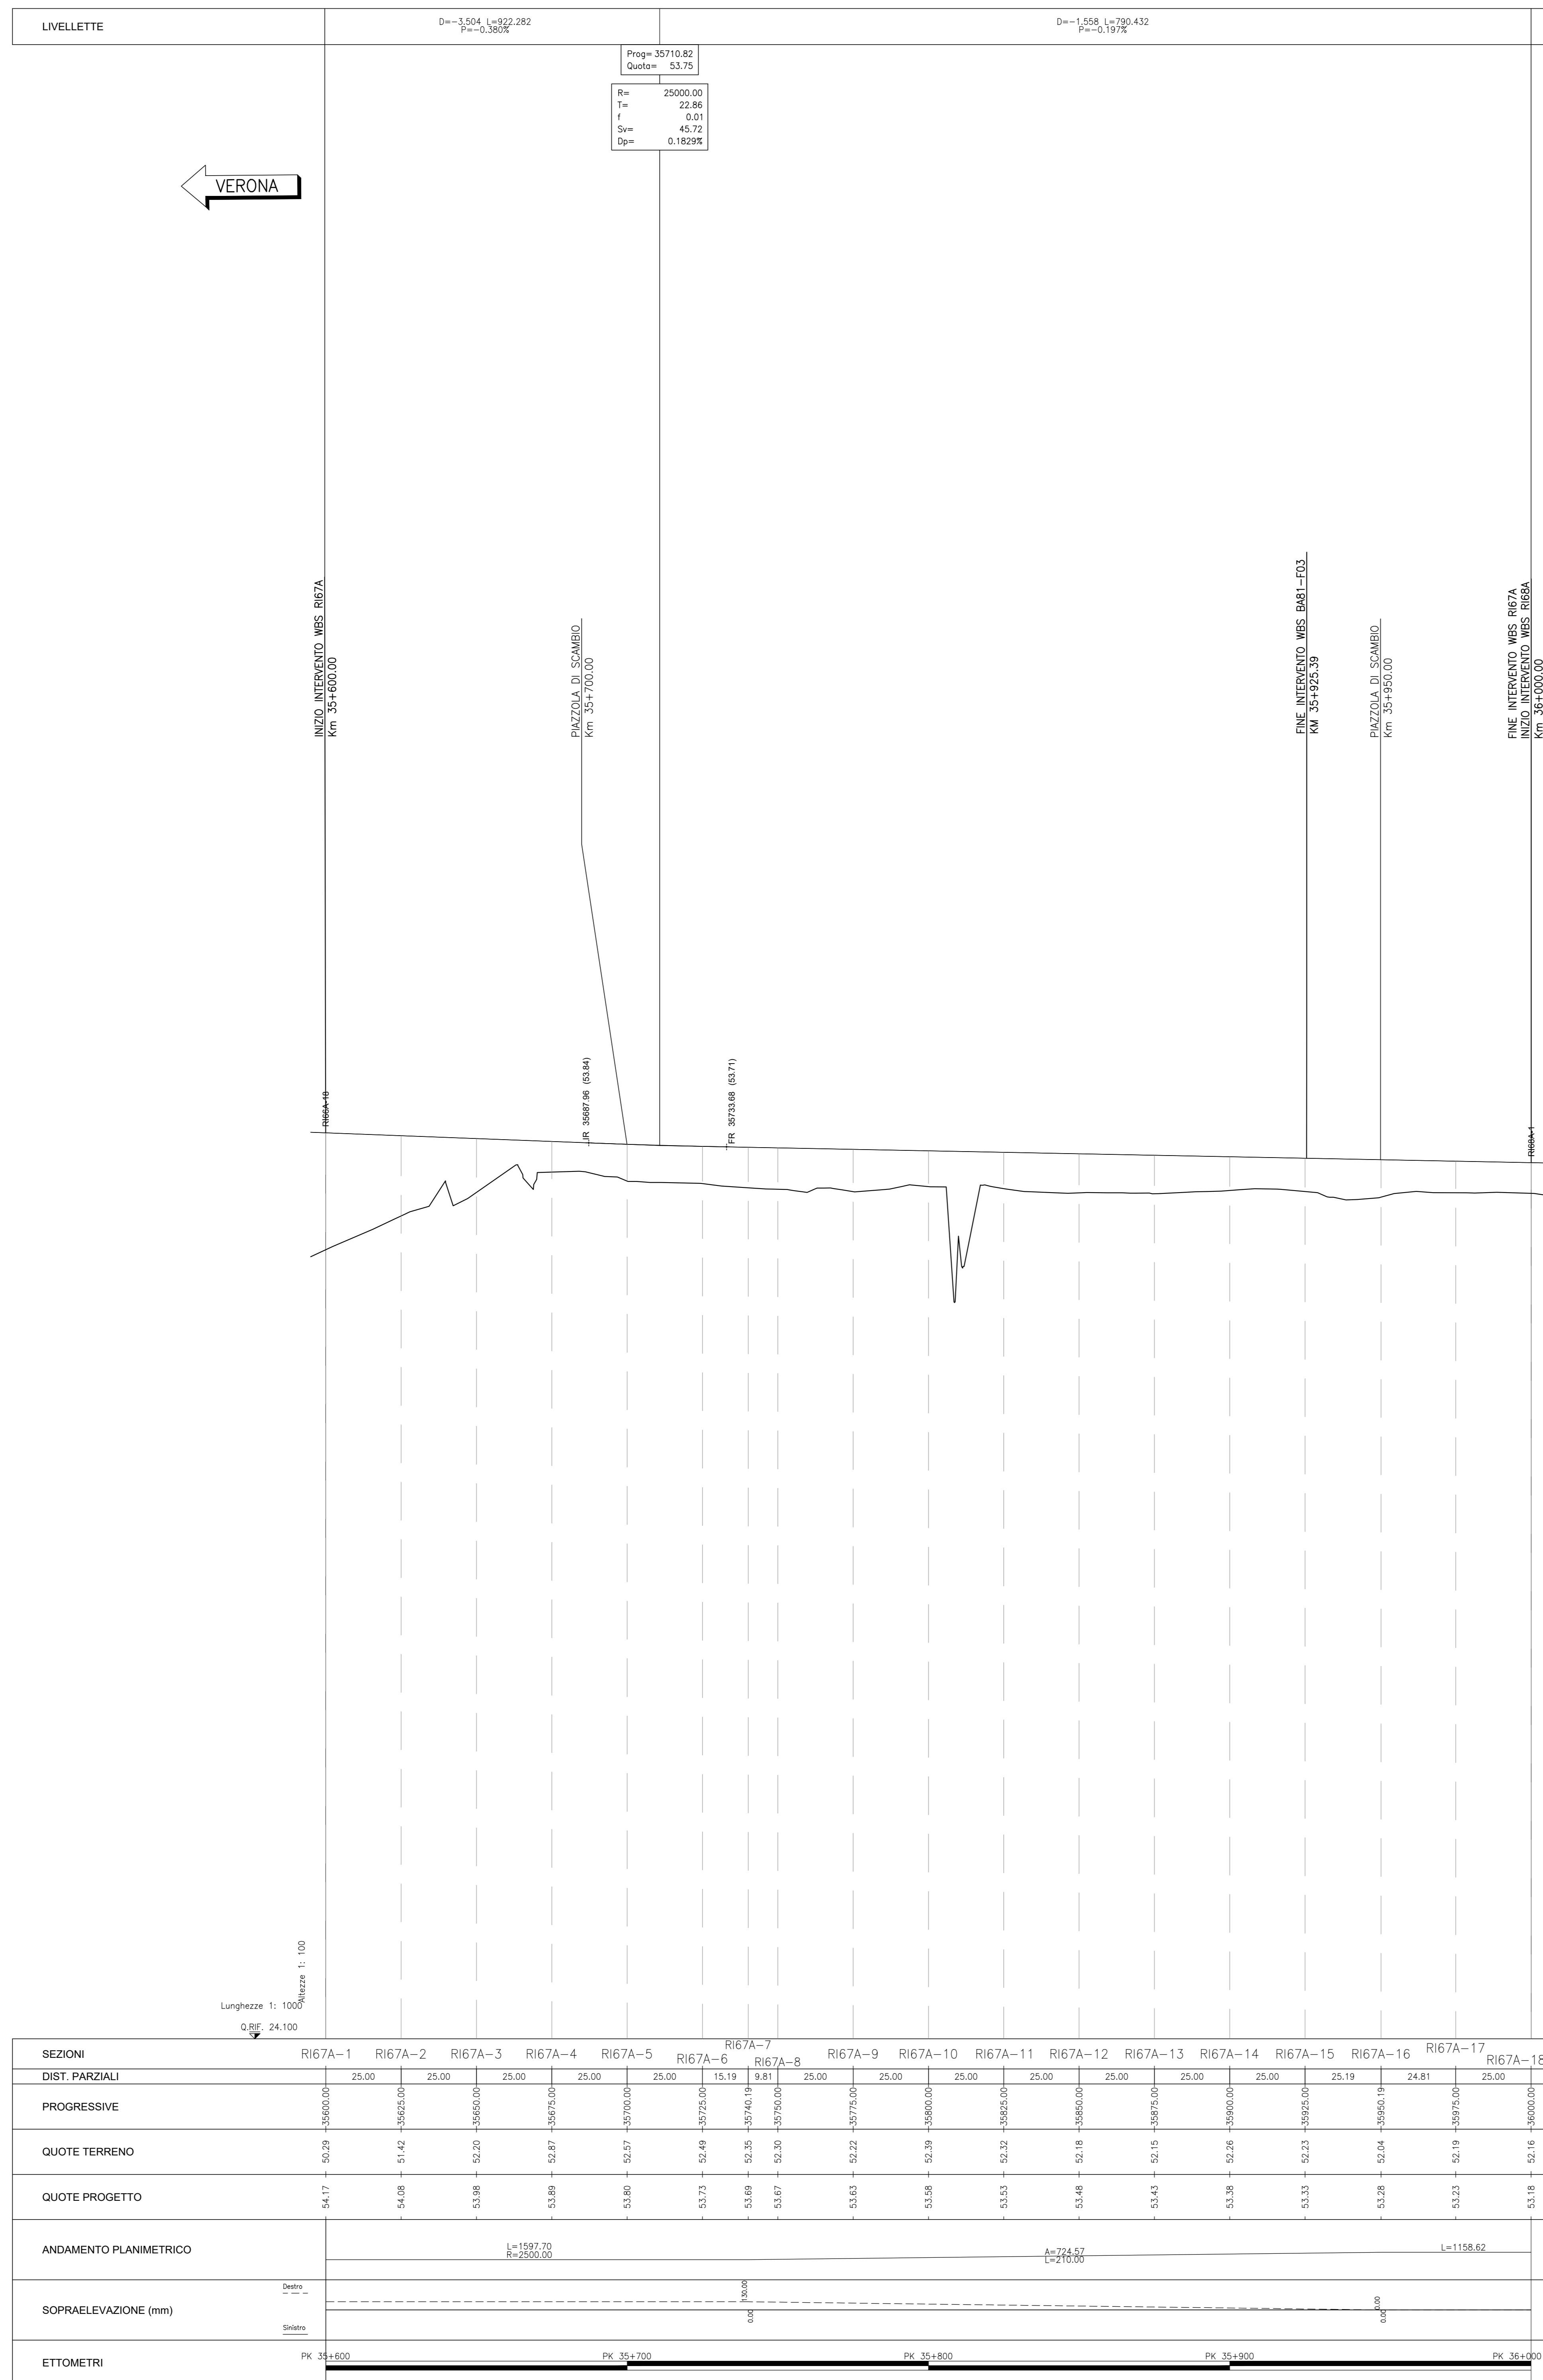 LIVELLETTE
D=-3.504 L=922.282
P=-0.380%
D=-1.558 L=790.432
P=-0.197%
Prog= 35710.82
Quota= 53.75
R= 25000.00
T= 22.86
f 0.01
Sv= 45.72
Dp= 0.1829%
VERONA
INIZIO INTERVENTO WBS RI67A
Km 35+600.00
PIAZZOLA DI SCAMBIO
Km 35+700.00
FINE INTERVENTO WBS BA81-F03
KM 35+925.39
PIAZZOLA DI SCAMBIO
Km 35+950.00
FINE INTERVENTO WBS RI67A
INIZIO INTERVENTO WBS RI68A
Km 36+000.00
RI66A-18
IR 35687.96 (53.84)
FR 35733.68 (53.71)
RI68A-1
Altezze 1: 100
Lunghezze 1: 1000
Q.RIF. 24.100
SEZIONI RI67A-1 RI67A-2 RI67A-3 RI67A-4 RI67A-5 RI67A-6 RI67A-7 RI67A-8 RI67A-9 RI67A-10 RI67A-11 RI67A-12 RI67A-13 RI67A-14 RI67A-15 RI67A-16 RI67A-17 RI67A-18
DIST. PARZIALI 25.00 25.00 25.00 25.00 25.00 15.19 9.81 25.00 25.00 25.00 25.00 25.00 25.00 25.00 25.19 24.81 25.00
PROGRESSIVE 35600.00 35625.00 35650.00 35675.00 35700.00 35725.00 35740.19 35750.00 35775.00 35800.00 35825.00 35850.00 35875.00 35900.00 35925.00 35950.19 35975.00 36000.00
QUOTE TERRENO 50.29 51.42 52.20 52.87 52.57 52.49 52.35 52.30 52.22 52.39 52.32 52.18 52.15 52.26 52.23 52.04 52.19 52.16
QUOTE PROGETTO 54.17 54.08 53.98 53.89 53.80 53.73 53.69 53.67 53.63 53.58 53.53 53.48 53.43 53.38 53.33 53.28 53.23 53.18
ANDAMENTO PLANIMETRICO
L=1597.70
R=2500.00
A=724.57
L=210.00
L=1158.62
Destro
SOPRAELEVAZIONE (mm)
Sinistro
130.00
0.00
0.00
0.00
ETTOMETRI PK 35+600 PK 35+700 PK 35+800 PK 35+900 PK 36+000